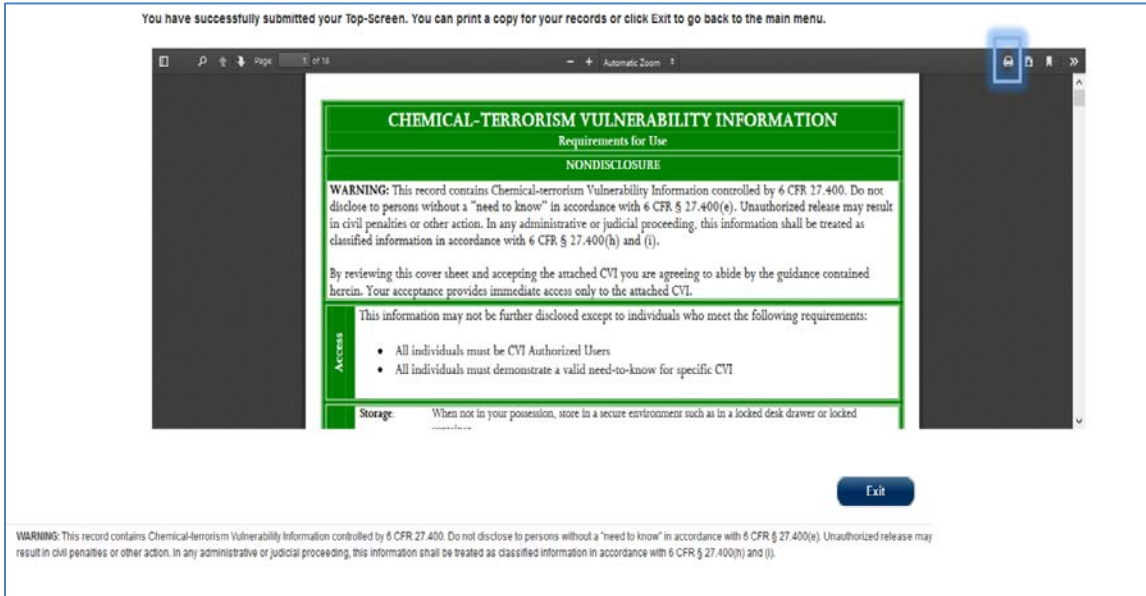 You have successfully submitted your Top-Screen. You can print a copy for your records or click Exit to go back to the main menu.
Page: 1 of 18
Automatic Zoom
CHEMICAL-TERRORISM VULNERABILITY INFORMATION
Requirements for Use
NONDISCLOSURE
WARNING: This record contains Chemical-terrorism Vulnerability Information controlled by 6 CFR 27.400. Do not
disclose to persons without a "need to know" in accordance with 6 CFR § 27.400(e). Unauthorized release may result
in civil penalties or other action. In any administrative or judicial proceeding, this information shall be treated as
classified information in accordance with 6 CFR § 27.400(h) and (i).
By reviewing this cover sheet and accepting the attached CVI you are agreeing to abide by the guidance contained
herein. Your acceptance provides immediate access only to the attached CVI.
Access
This information may not be further disclosed except to individuals who meet the following requirements:
• All individuals must be CVI Authorized Users
• All individuals must demonstrate a valid need-to-know for specific CVI
Storage: When not in your possession, store in a secure environment such as in a locked desk drawer or locked
Exit
WARNING: This record contains Chemical-terrorism Vulnerability Information controlled by 6 CFR 27.400. Do not disclose to persons without a "need to know" in accordance with 6 CFR § 27.400(e). Unauthorized release may
result in civil penalties or other action. In any administrative or judicial proceeding, this information shall be treated as classified information in accordance with 6 CFR § 27.400(h) and (i).